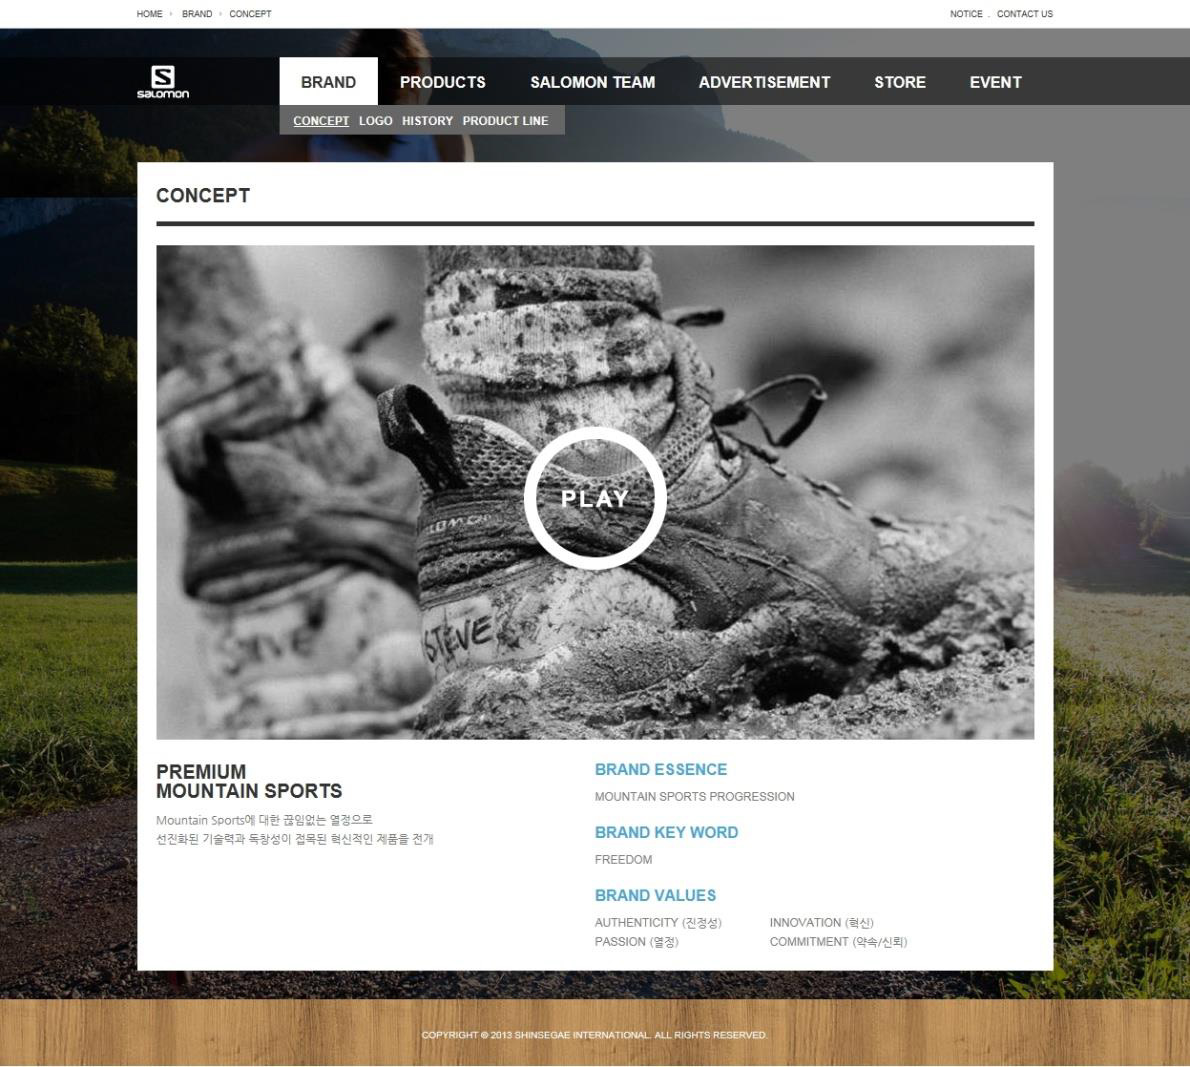 HOME › BRAND › CONCEPT
NOTICE . CONTACT US
salomon
BRAND PRODUCTS SALOMON TEAM ADVERTISEMENT STORE EVENT
CONCEPT LOGO HISTORY PRODUCT LINE
CONCEPT
PLAY
STEVE
PREMIUM
MOUNTAIN SPORTS
Mountain Sports에 대한 끊임없는 열정으로
선진화된 기술력과 독창성이 접목된 혁신적인 제품을 전개
BRAND ESSENCE
MOUNTAIN SPORTS PROGRESSION
BRAND KEY WORD
FREEDOM
BRAND VALUES
AUTHENTICITY (진정성) INNOVATION (혁신)
PASSION (열정) COMMITMENT (약속/신뢰)
COPYRIGHT © 2013 SHINSEGAE INTERNATIONAL. ALL RIGHTS RESERVED.